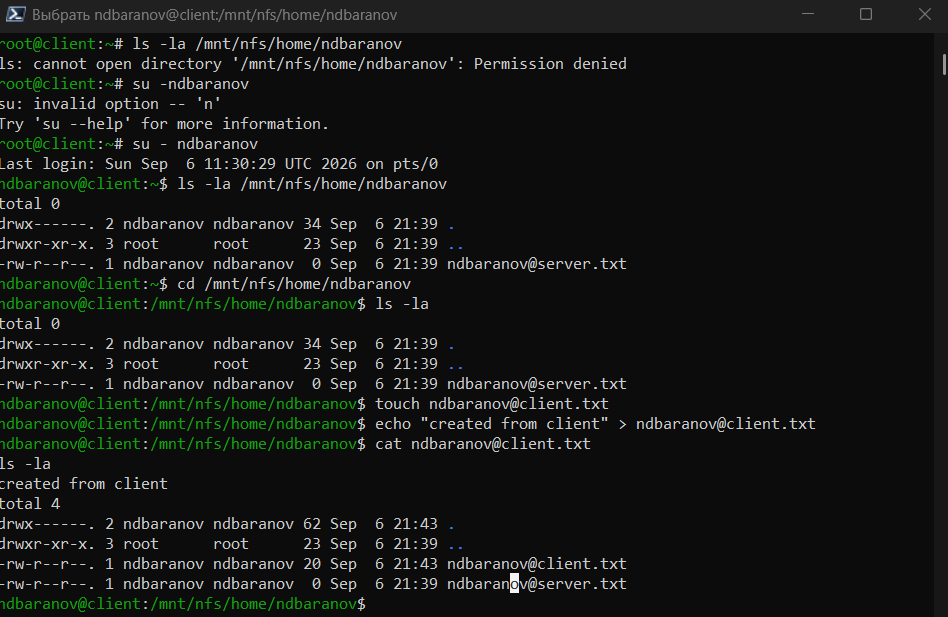 Выбрать ndbaranov@client:/mnt/nfs/home/ndbaranov
root@client:~# ls -la /mnt/nfs/home/ndbaranov
ls: cannot open directory '/mnt/nfs/home/ndbaranov': Permission denied
root@client:~# su -ndbaranov
su: invalid option -- 'n'
Try 'su --help' for more information.
root@client:~# su - ndbaranov
Last login: Sun Sep  6 11:30:29 UTC 2026 on pts/0
ndbaranov@client:~$ ls -la /mnt/nfs/home/ndbaranov
total 0
drwx------. 2 ndbaranov ndbaranov 34 Sep  6 21:39 .
drwxr-xr-x. 3 root      root      23 Sep  6 21:39 ..
-rw-r--r--. 1 ndbaranov ndbaranov  0 Sep  6 21:39 ndbaranov@server.txt
ndbaranov@client:~$ cd /mnt/nfs/home/ndbaranov
ndbaranov@client:/mnt/nfs/home/ndbaranov$ ls -la
total 0
drwx------. 2 ndbaranov ndbaranov 34 Sep  6 21:39 .
drwxr-xr-x. 3 root      root      23 Sep  6 21:39 ..
-rw-r--r--. 1 ndbaranov ndbaranov  0 Sep  6 21:39 ndbaranov@server.txt
ndbaranov@client:/mnt/nfs/home/ndbaranov$ touch ndbaranov@client.txt
ndbaranov@client:/mnt/nfs/home/ndbaranov$ echo "created from client" > ndbaranov@client.txt
ndbaranov@client:/mnt/nfs/home/ndbaranov$ cat ndbaranov@client.txt
ls -la
created from client
total 4
drwx------. 2 ndbaranov ndbaranov 62 Sep  6 21:43 .
drwxr-xr-x. 3 root      root      23 Sep  6 21:39 ..
-rw-r--r--. 1 ndbaranov ndbaranov 20 Sep  6 21:43 ndbaranov@client.txt
-rw-r--r--. 1 ndbaranov ndbaranov  0 Sep  6 21:39 ndbaranov@server.txt
ndbaranov@client:/mnt/nfs/home/ndbaranov$